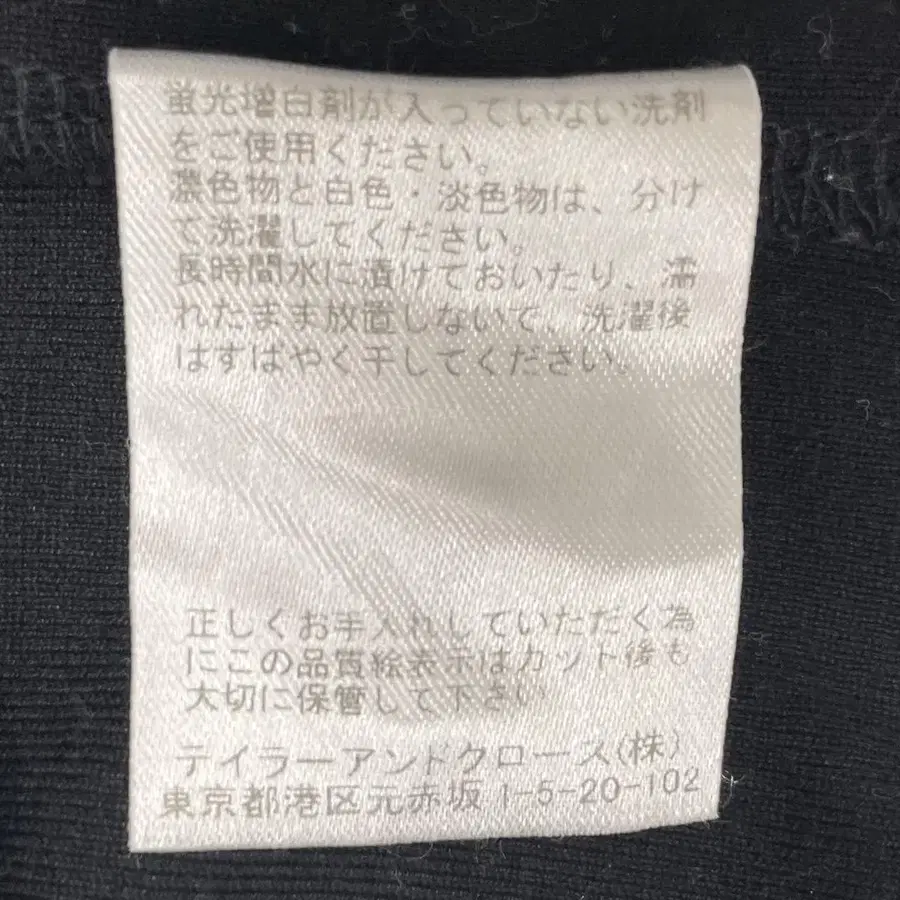 蛍光増白剤が入っていない洗剤
をご使用ください。
濃色物と白色・淡色物は、分け
て洗濯してください。
長時間水に漬けておいたり、濡
れたまま放置しないで、洗濯後
はすばやく干してください。
正しくお手入れしていただく為
にこの品質絵表示はカット後も
大切に保管して下さい
テイラーアンドクロース(株)
東京都港区元赤坂 1-5-20-102